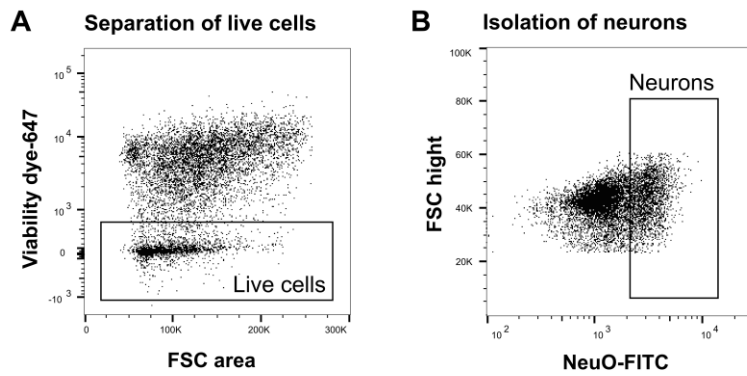 A
Separation of live cells
Viability dye-647
10 5
10 4
10 3
0
-10 3
Live cells
0
100K
200K
300K
FSC area
B
Isolation of neurons
FSC hight
100K
80K
60K
40K
20K
Neurons
10 2
10 3
10 4
NeuO-FITC